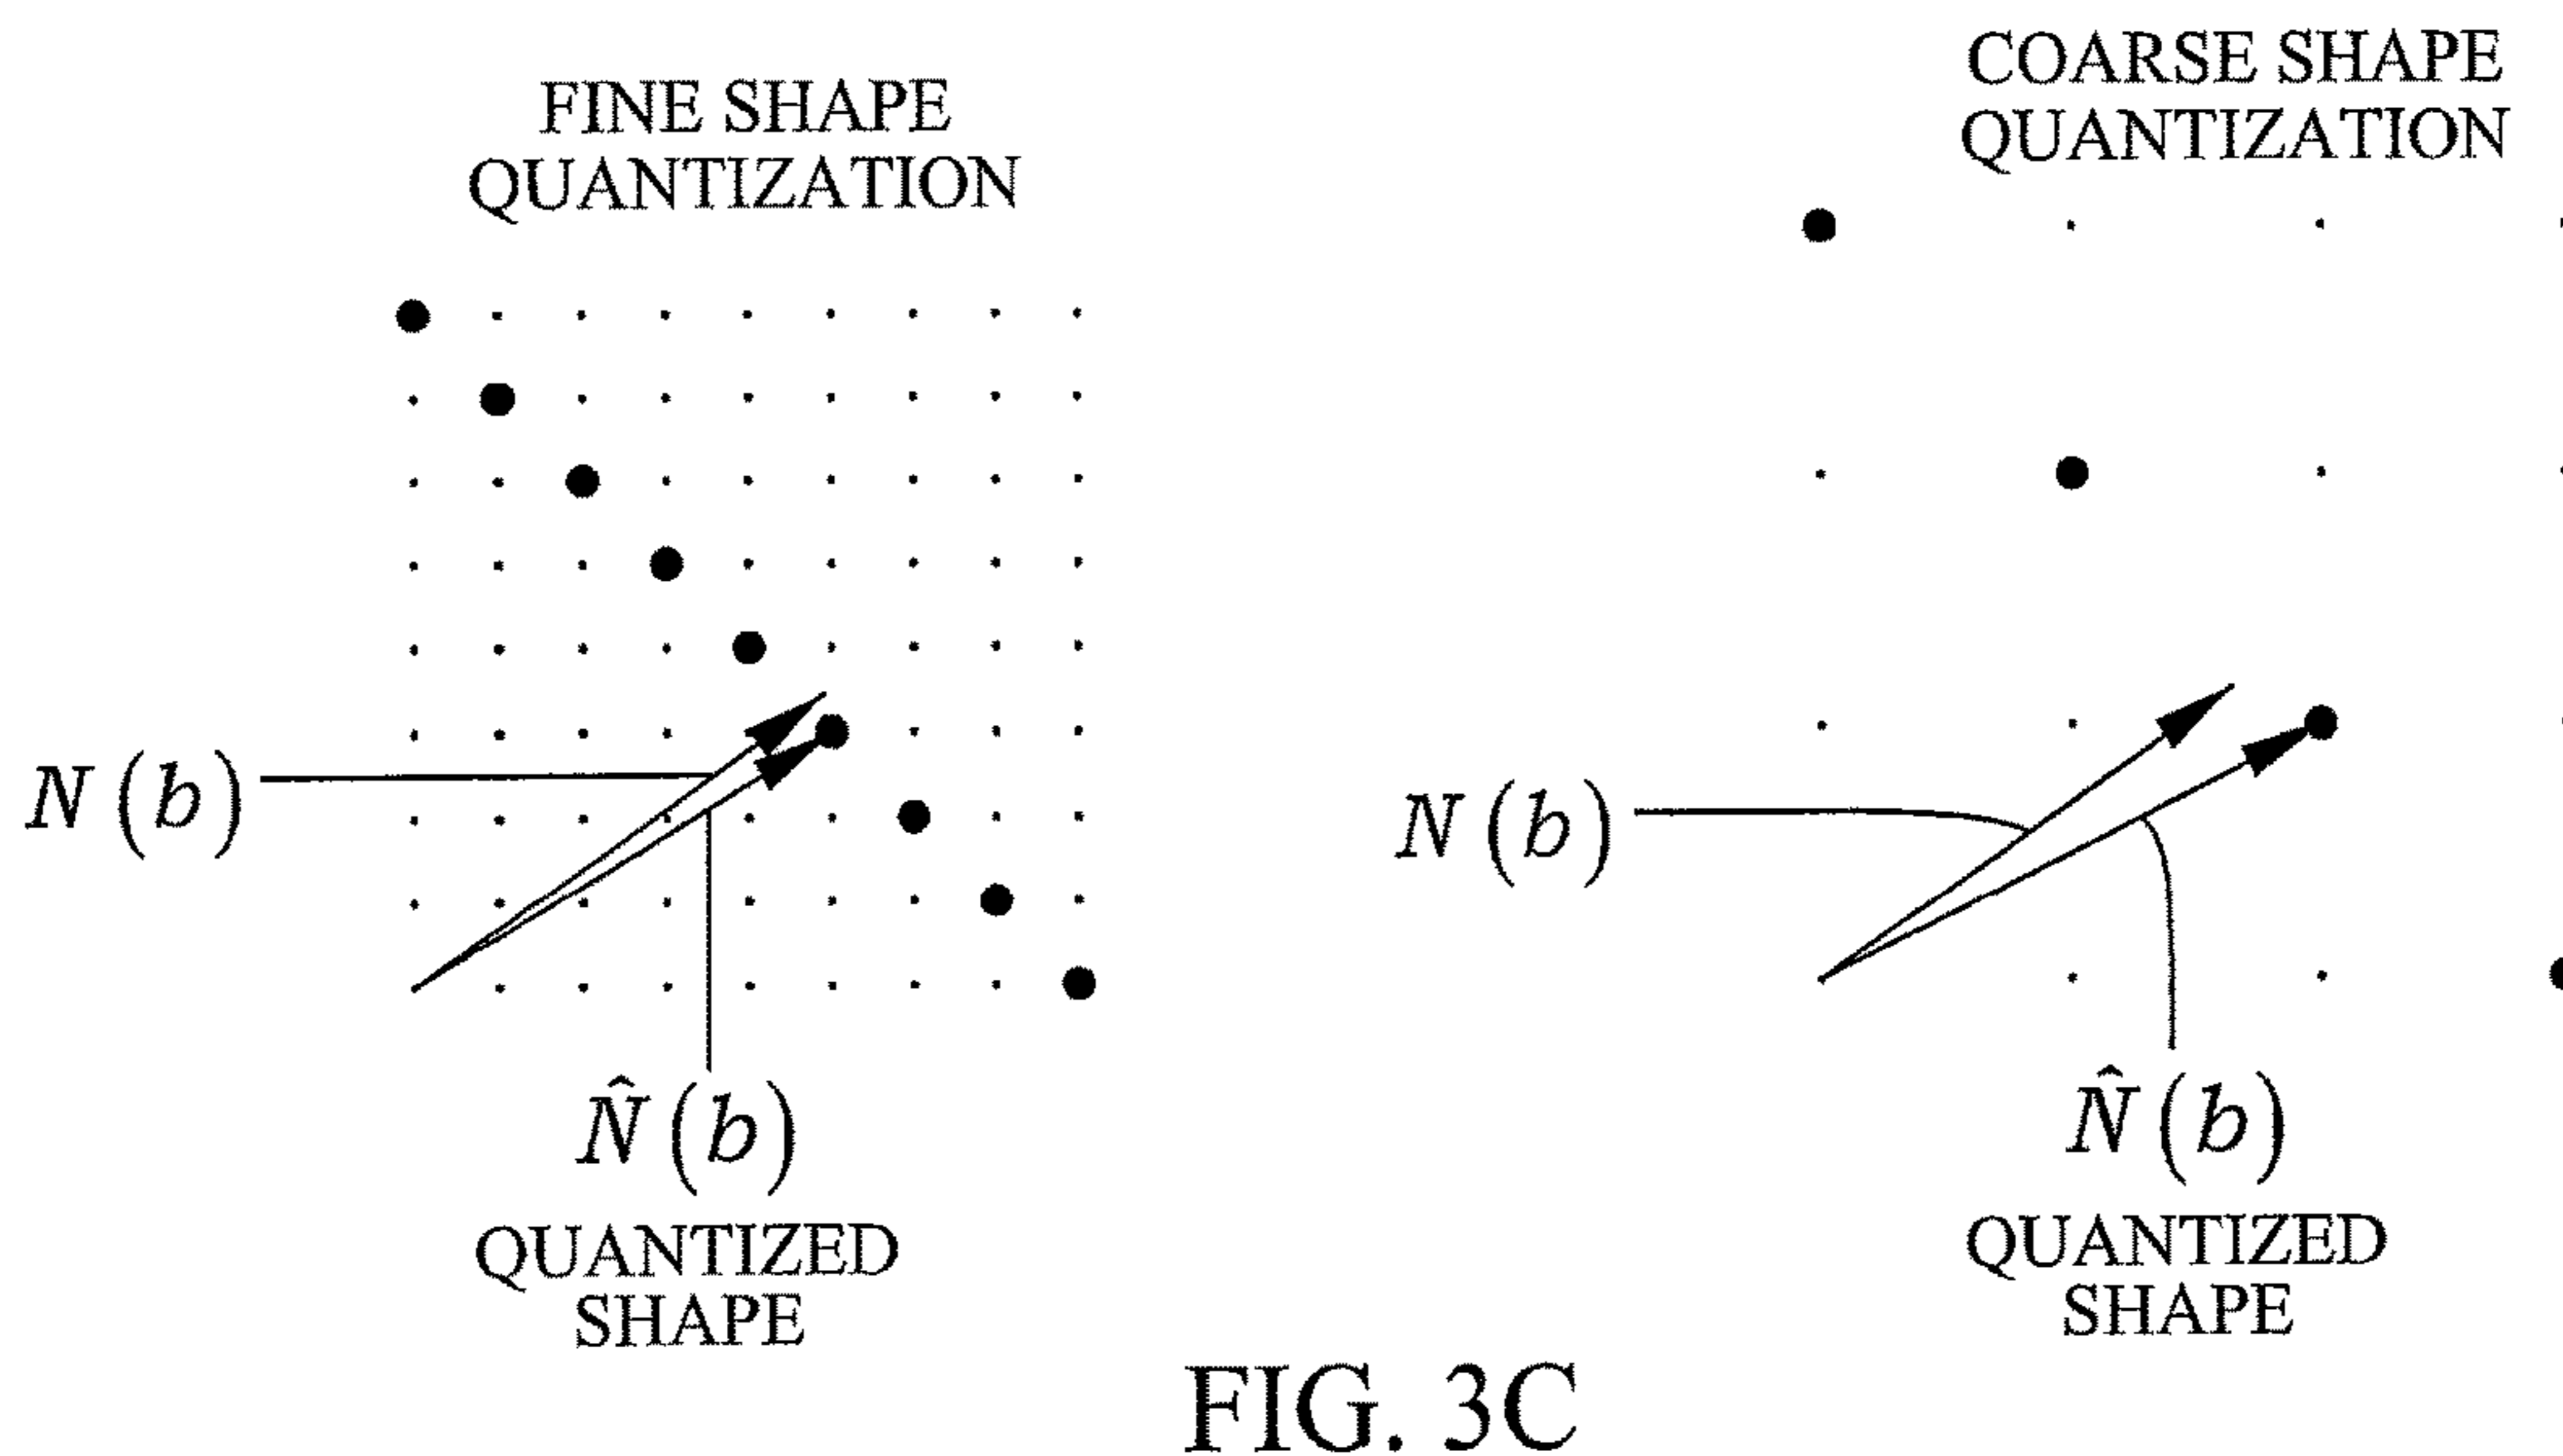 FINE SHAPE
QUANTIZATION
N (b)
N̂ (b)
QUANTIZED
SHAPE
COARSE SHAPE
QUANTIZATION
N (b)
N̂ (b)
QUANTIZED
SHAPE
FIG. 3C